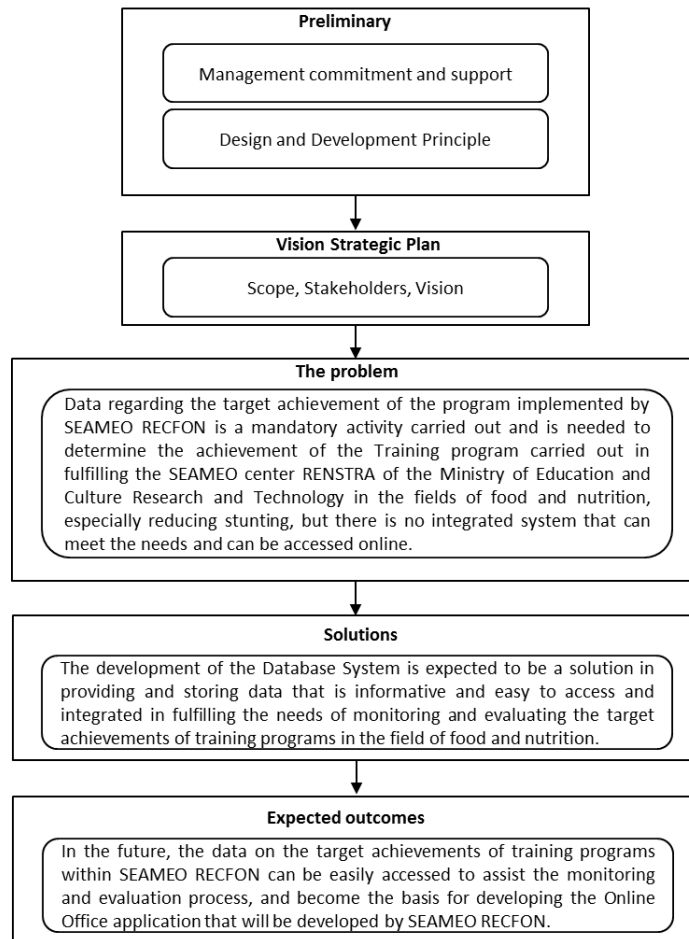 Preliminary
Management commitment and support
Design and Development Principle
Vision Strategic Plan
Scope, Stakeholders, Vision
The problem
Data regarding the target achievement of the program implemented by
SEAMEO RECFON is a mandatory activity carried out and is needed to
determine the achievement of the Training program carried out in
fulfilling the SEAMEO center RENSTRA of the Ministry of Education and
Culture Research and Technology in the fields of food and nutrition,
especially reducing stunting, but there is no integrated system that can
meet the needs and can be accessed online.
Solutions
The development of the Database System is expected to be a solution in
providing and storing data that is informative and easy to access and
integrated in fulfilling the needs of monitoring and evaluating the target
achievements of training programs in the field of food and nutrition.
Expected outcomes
In the future, the data on the target achievements of training programs
within SEAMEO RECFON can be easily accessed to assist the monitoring
and evaluation process, and become the basis for developing the Online
Office application that will be developed by SEAMEO RECFON.